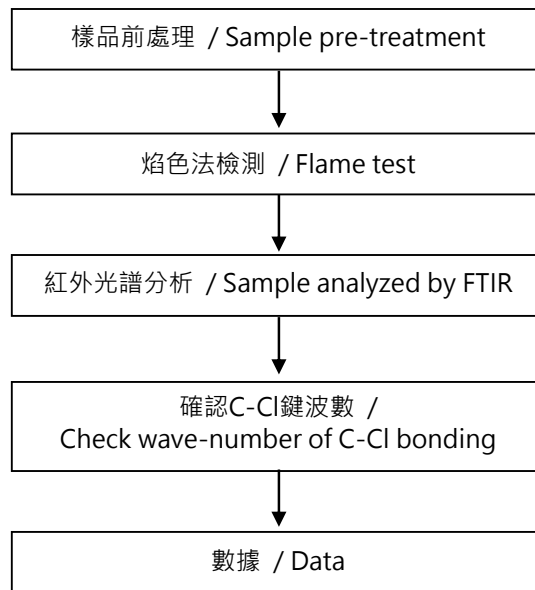 樣品前處理 / Sample pre-treatment
焰色法檢測 / Flame test
紅外光譜分析 / Sample analyzed by FTIR
確認C-Cl鍵波數 /
Check wave-number of C-Cl bonding
數據 / Data